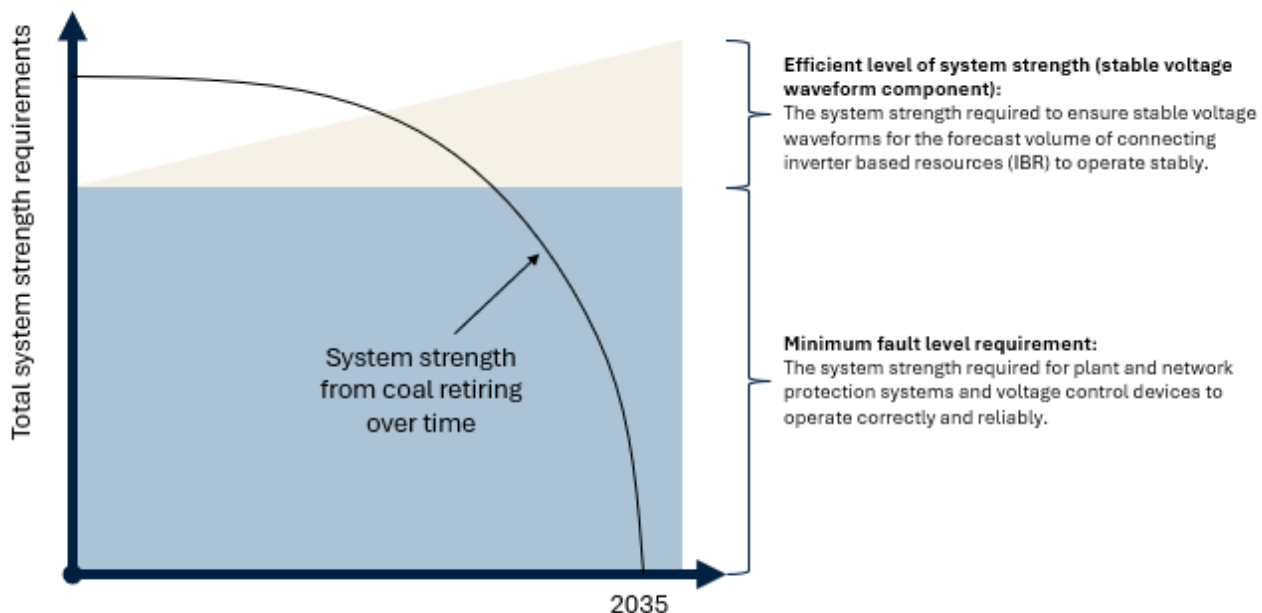 Total system strength requirements
System strength
from coal retiring
over time
2035
Efficient level of system strength (stable voltage
waveform component):
The system strength required to ensure stable voltage
waveforms for the forecast volume of connecting
inverter based resources (IBR) to operate stably.
Minimum fault level requirement:
The system strength required for plant and network
protection systems and voltage control devices to
operate correctly and reliably.